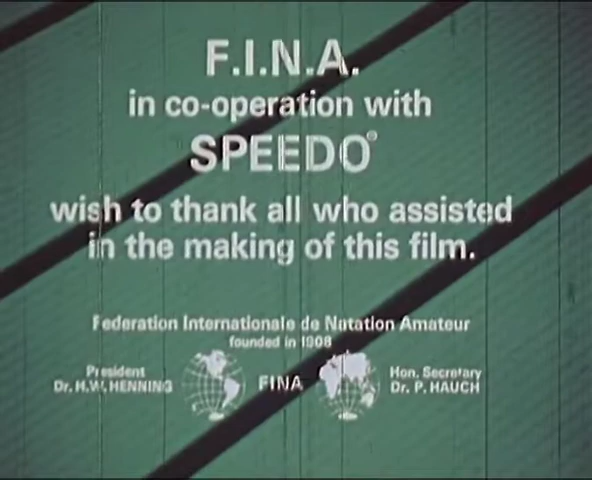 F.I.N.A.
in co-operation with
SPEEDO®
wish to thank all who assisted
in the making of this film.
Federation Internationale de Natation Amateur
founded in 1908
President
Dr. H.W. HENNING
FINA
Hon. Secretary
Dr. P. HAUCH